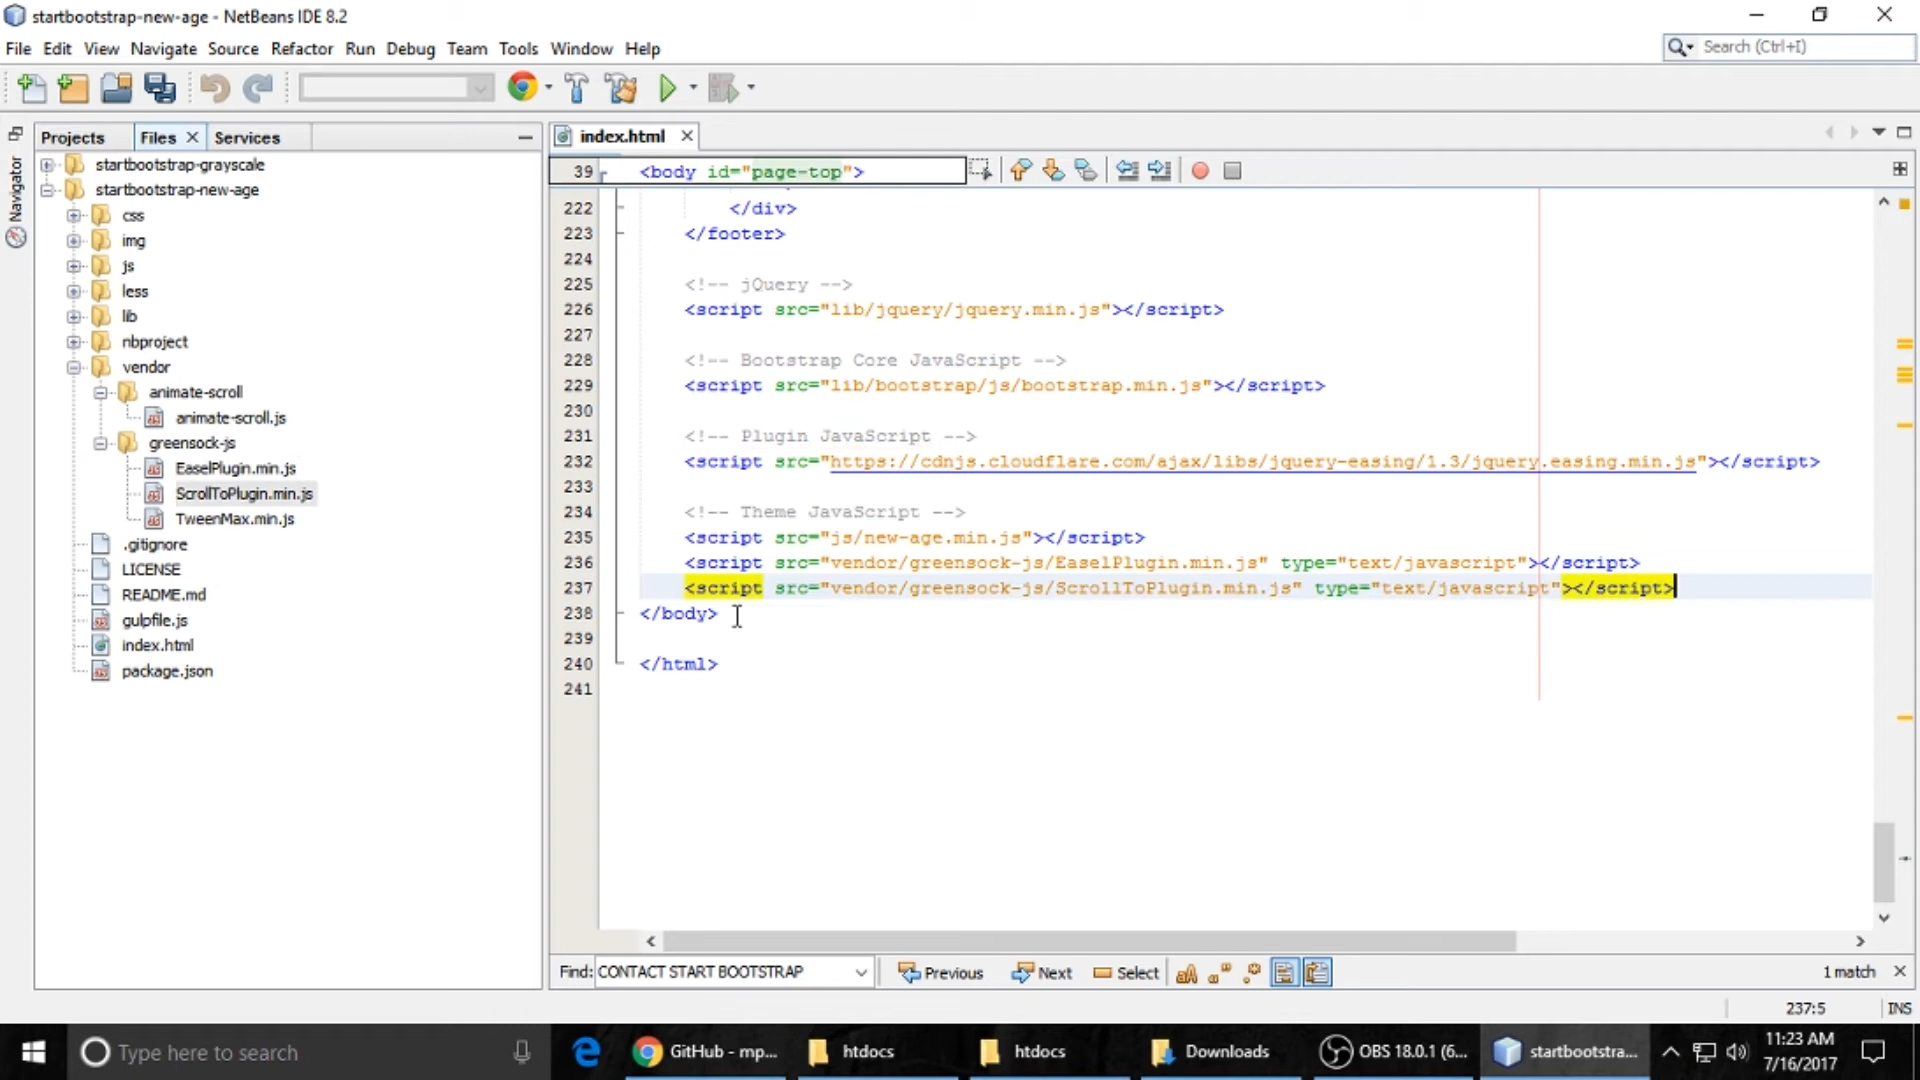 startbootstrap-new-age - NetBeans IDE 8.2
File Edit View Navigate Source Refactor Run Debug Team Tools Window Help
Search (Ctrl+I)
Projects Files Services
index.html
Navigator
startbootstrap-grayscale
startbootstrap-new-age
css
img
js
less
lib
nbproject
vendor
animate-scroll
animate-scroll.js
greensock-js
EaselPlugin.min.js
ScrollToPlugin.min.js
TweenMax.min.js
.gitignore
LICENSE
README.md
gulpfile.js
index.html
package.json
39 <body id="page-top">
222 </div>
223 </footer>
224
225 <!-- jQuery -->
226 <script src="lib/jquery/jquery.min.js"></script>
227
228 <!-- Bootstrap Core JavaScript -->
229 <script src="lib/bootstrap/js/bootstrap.min.js"></script>
230
231 <!-- Plugin JavaScript -->
232 <script src="https://cdnjs.cloudflare.com/ajax/libs/jquery-easing/1.3/jquery.easing.min.js"></script>
233
234 <!-- Theme JavaScript -->
235 <script src="js/new-age.min.js"></script>
236 <script src="vendor/greensock-js/EaselPlugin.min.js" type="text/javascript"></script>
237 <script src="vendor/greensock-js/ScrollToPlugin.min.js" type="text/javascript"></script>
238 </body>
239
240 </html>
241
Find: CONTACT START BOOTSTRAP Previous Next Select 1 match
237:5 INS
Type here to search
GitHub - mp...
htdocs
htdocs
Downloads
OBS 18.0.1 (6...
startbootstra...
11:23 AM
7/16/2017